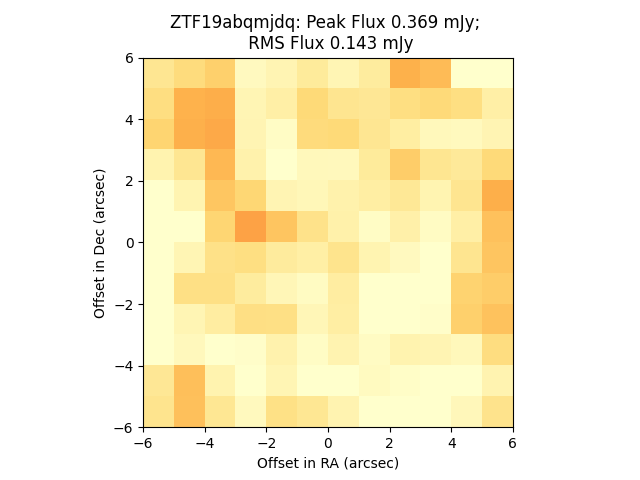 ZTF19abqmjdq: Peak Flux 0.369 mJy;
RMS Flux 0.143 mJy
6
4
2
0
−2
−4
−6
Offset in Dec (arcsec)
−6 −4 −2 0 2 4 6
Offset in RA (arcsec)